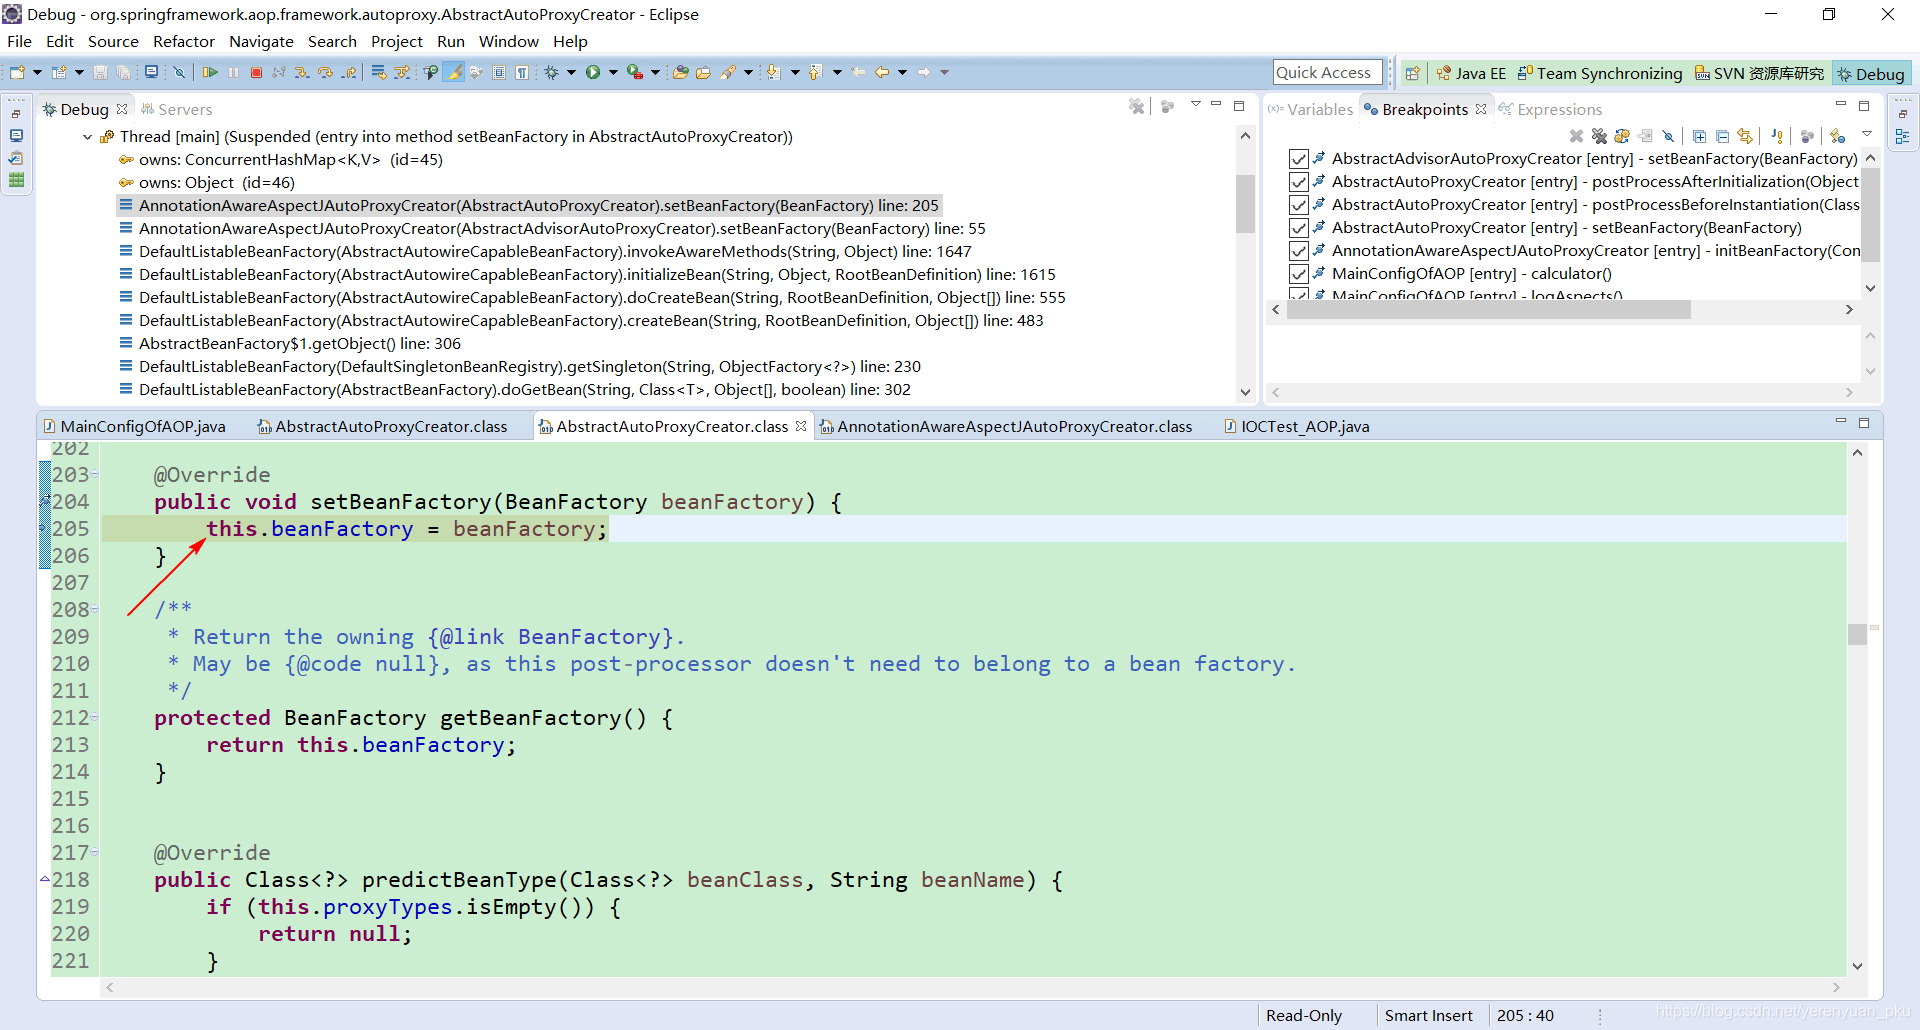 Debug - org.springframework.aop.framework.autoproxy.AbstractAutoProxyCreator - Eclipse
File Edit Source Refactor Navigate Search Project Run Window Help
Quick Access
Java EE
Team Synchronizing
SVN 资源库研究
Debug
Debug
Servers
Thread [main] (Suspended (entry into method setBeanFactory in AbstractAutoProxyCreator))
owns: ConcurrentHashMap<K,V> (id=45)
owns: Object (id=46)
AnnotationAwareAspectJAutoProxyCreator(AbstractAutoProxyCreator).setBeanFactory(BeanFactory) line: 205
AnnotationAwareAspectJAutoProxyCreator(AbstractAdvisorAutoProxyCreator).setBeanFactory(BeanFactory) line: 55
DefaultListableBeanFactory(AbstractAutowireCapableBeanFactory).invokeAwareMethods(String, Object) line: 1647
DefaultListableBeanFactory(AbstractAutowireCapableBeanFactory).initializeBean(String, Object, RootBeanDefinition) line: 1615
DefaultListableBeanFactory(AbstractAutowireCapableBeanFactory).doCreateBean(String, RootBeanDefinition, Object[]) line: 555
DefaultListableBeanFactory(AbstractAutowireCapableBeanFactory).createBean(String, RootBeanDefinition, Object[]) line: 483
AbstractBeanFactory$1.getObject() line: 306
DefaultListableBeanFactory(DefaultSingletonBeanRegistry).getSingleton(String, ObjectFactory<?>) line: 230
DefaultListableBeanFactory(AbstractBeanFactory).doGetBean(String, Class<T>, Object[], boolean) line: 302
(x)= Variables
Breakpoints
Expressions
AbstractAdvisorAutoProxyCreator [entry] - setBeanFactory(BeanFactory)
AbstractAutoProxyCreator [entry] - postProcessAfterInitialization(Object
AbstractAutoProxyCreator [entry] - postProcessBeforeInstantiation(Class
AbstractAutoProxyCreator [entry] - setBeanFactory(BeanFactory)
AnnotationAwareAspectJAutoProxyCreator [entry] - initBeanFactory(Con
MainConfigOfAOP [entry] - calculator()
MainConfigOfAOP [entry] - logAspects()
MainConfigOfAOP.java
AbstractAutoProxyCreator.class
AbstractAutoProxyCreator.class
AnnotationAwareAspectJAutoProxyCreator.class
IOCTest_AOP.java
202
203 @Override
204 public void setBeanFactory(BeanFactory beanFactory) {
205 this.beanFactory = beanFactory;
206 }
207
208 /**
209 * Return the owning {@link BeanFactory}.
210 * May be {@code null}, as this post-processor doesn't need to belong to a bean factory.
211 */
212 protected BeanFactory getBeanFactory() {
213 return this.beanFactory;
214 }
215
216
217 @Override
218 public Class<?> predictBeanType(Class<?> beanClass, String beanName) {
219 if (this.proxyTypes.isEmpty()) {
220 return null;
221 }
Read-Only
Smart Insert
205 : 40
https://blog.csdn.net/yerenyuan_pku